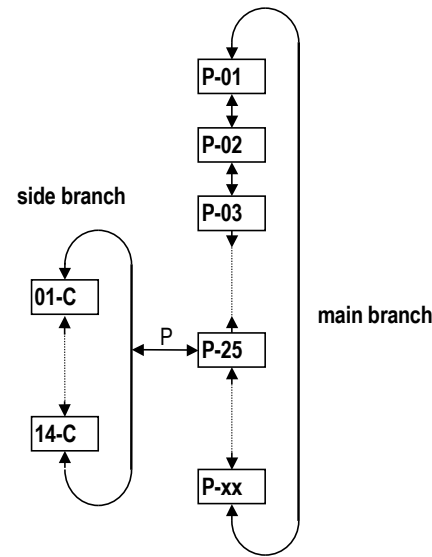 P-01
P-02
P-03
side branch
01-C
main branch
P
P-25
14-C
P-xx